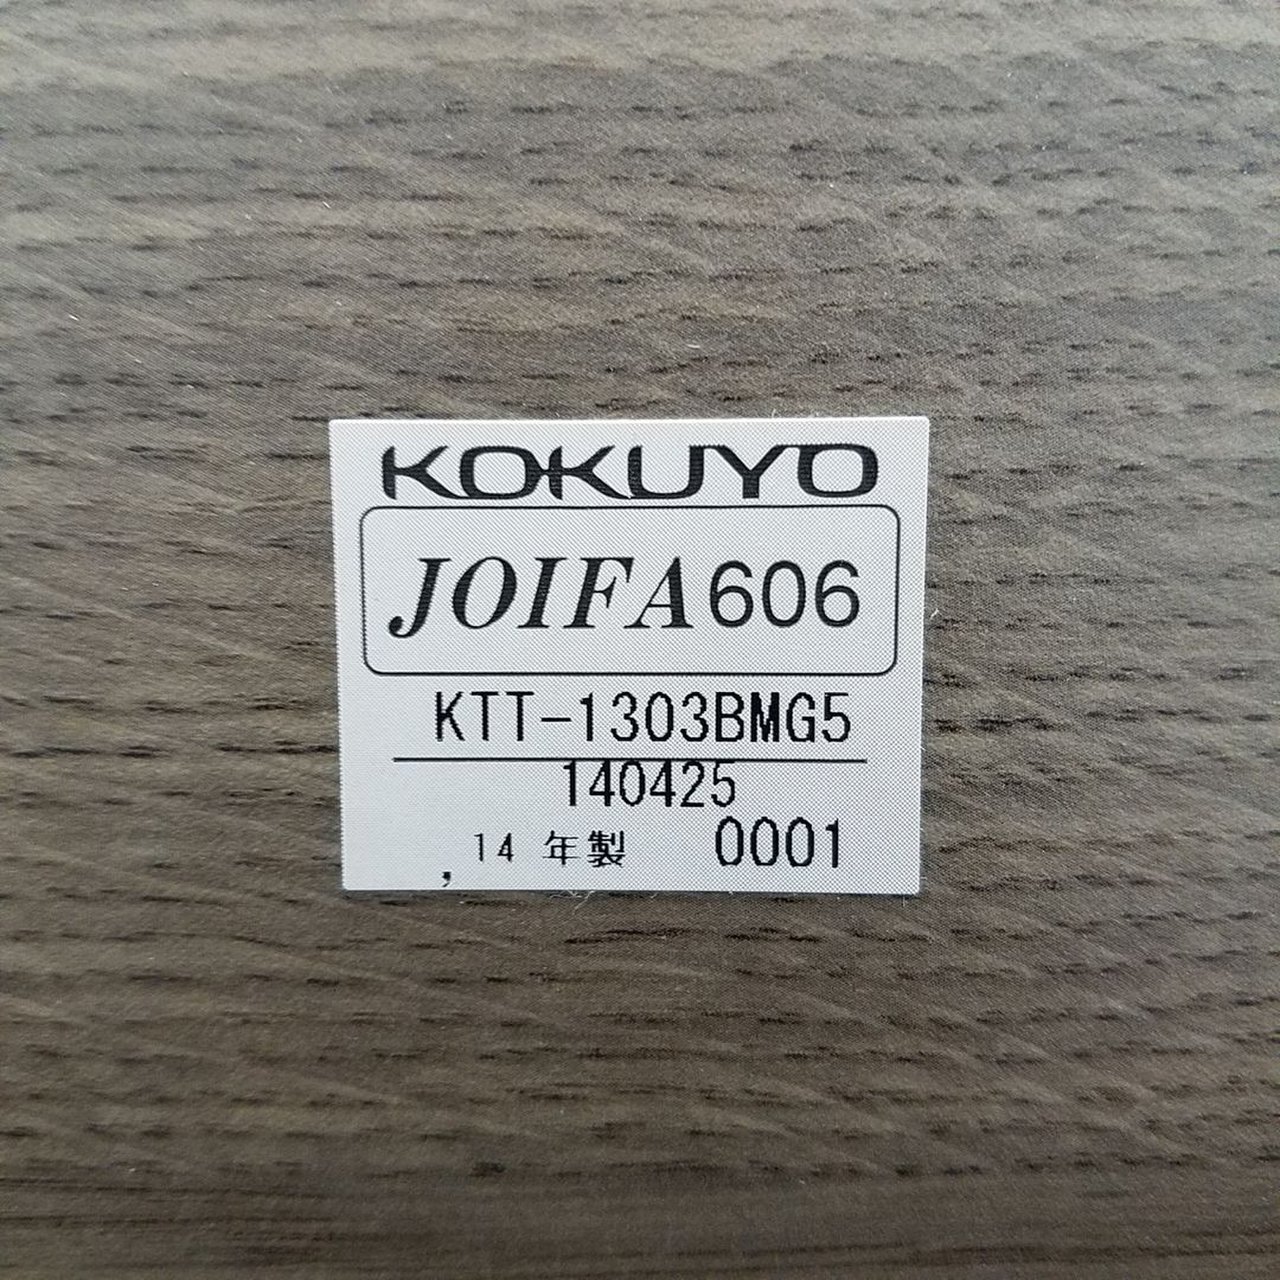 KOKUYO
JOIFA606
KTT-1303BMG5
140425
'14 年製 0001